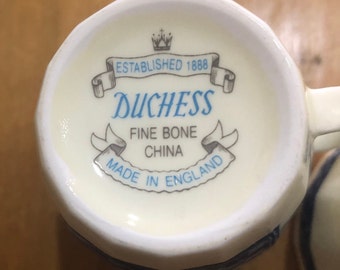 ESTABLISHED 1888
DUCHESS
FINE BONE
CHINA
MADE IN ENGLAND